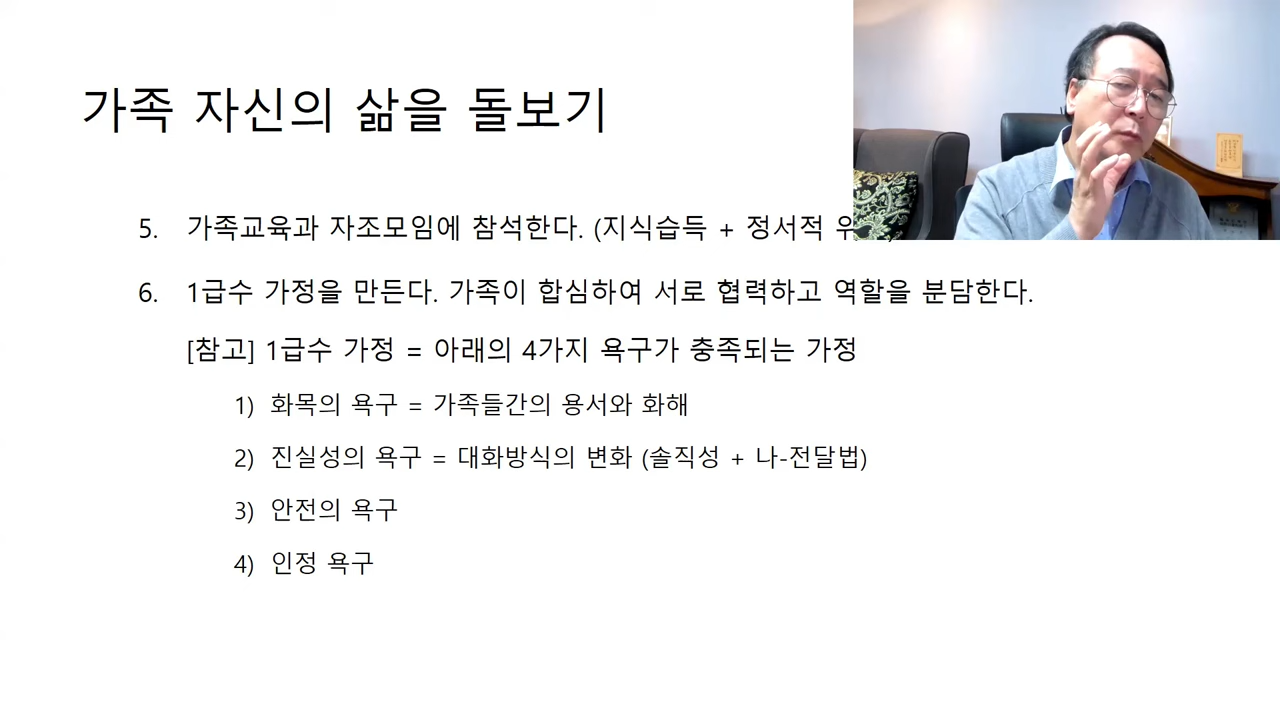 가족 자신의 삶을 돌보기
5. 가족교육과 자조모임에 참석한다. (지식습득 + 정서적
6. 1급수 가정을 만든다. 가족이 합심하여 서로 협력하고 역할을 분담한다.
[참고] 1급수 가정 = 아래의 4가지 욕구가 충족되는 가정
1) 화목의 욕구 = 가족들간의 용서와 화해
2) 진실성의 욕구 = 대화방식의 변화 (솔직성 + 나-전달법)
3) 안전의 욕구
4) 인정 욕구